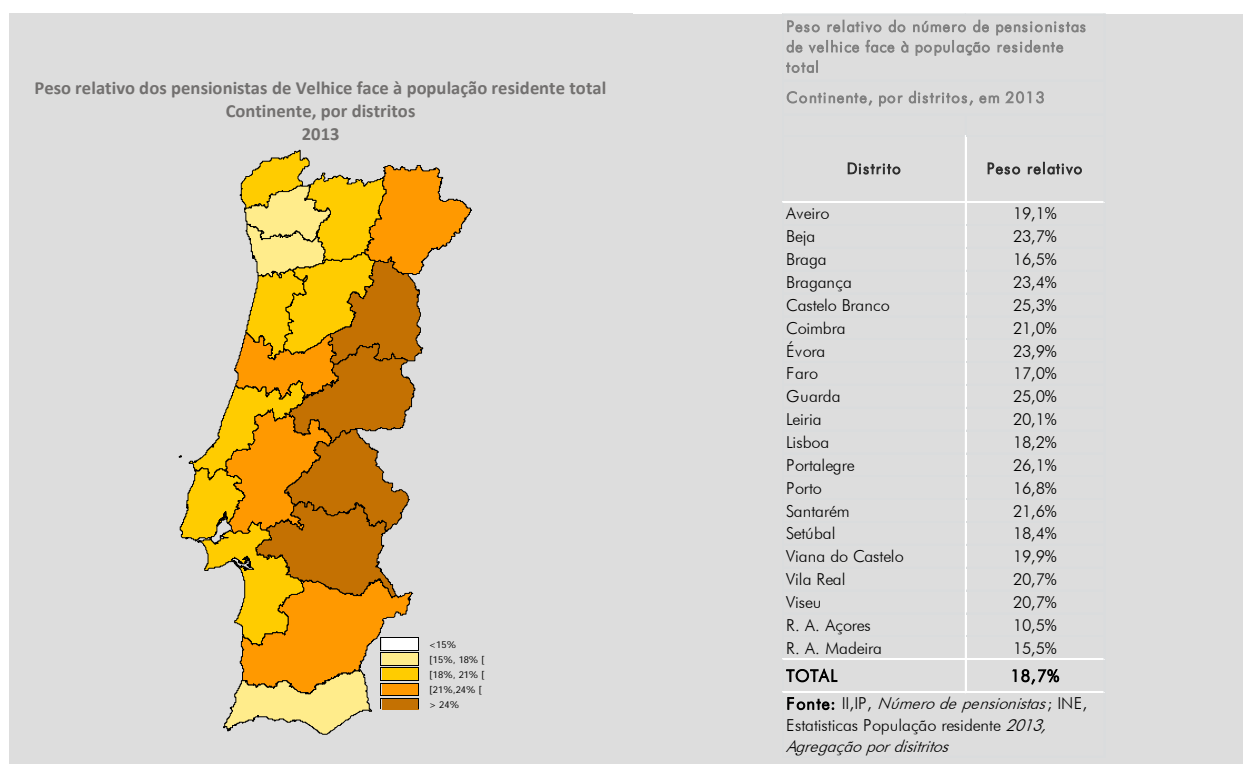 Peso relativo dos pensionistas de Velhice face à população residente total
Continente, por distritos
2013
<15%
[15%, 18% [
[18%, 21% [
[21%,24% [
> 24%
Peso relativo do número de pensionistas
de velhice face à população residente
total
Continente, por distritos, em 2013
Distrito Peso relativo
Aveiro 19,1%
Beja 23,7%
Braga 16,5%
Bragança 23,4%
Castelo Branco 25,3%
Coimbra 21,0%
Évora 23,9%
Faro 17,0%
Guarda 25,0%
Leiria 20,1%
Lisboa 18,2%
Portalegre 26,1%
Porto 16,8%
Santarém 21,6%
Setúbal 18,4%
Viana do Castelo 19,9%
Vila Real 20,7%
Viseu 20,7%
R. A. Açores 10,5%
R. A. Madeira 15,5%
TOTAL 18,7%
Fonte: II,IP, Número de pensionistas; INE,
Estatisticas População residente 2013,
Agregação por disitritos